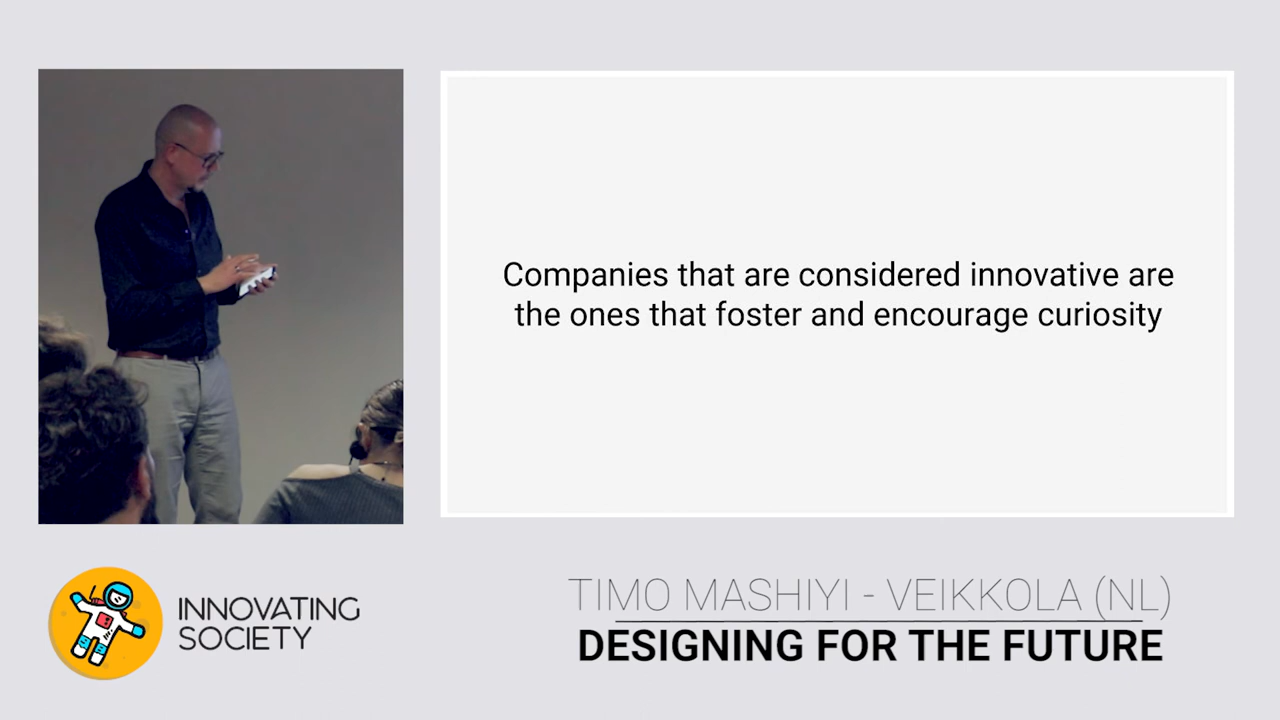 Companies that are considered innovative are
the ones that foster and encourage curiosity
INNOVATING
SOCIETY
TIMO MASHIYI - VEIKKOLA (NL)
DESIGNING FOR THE FUTURE